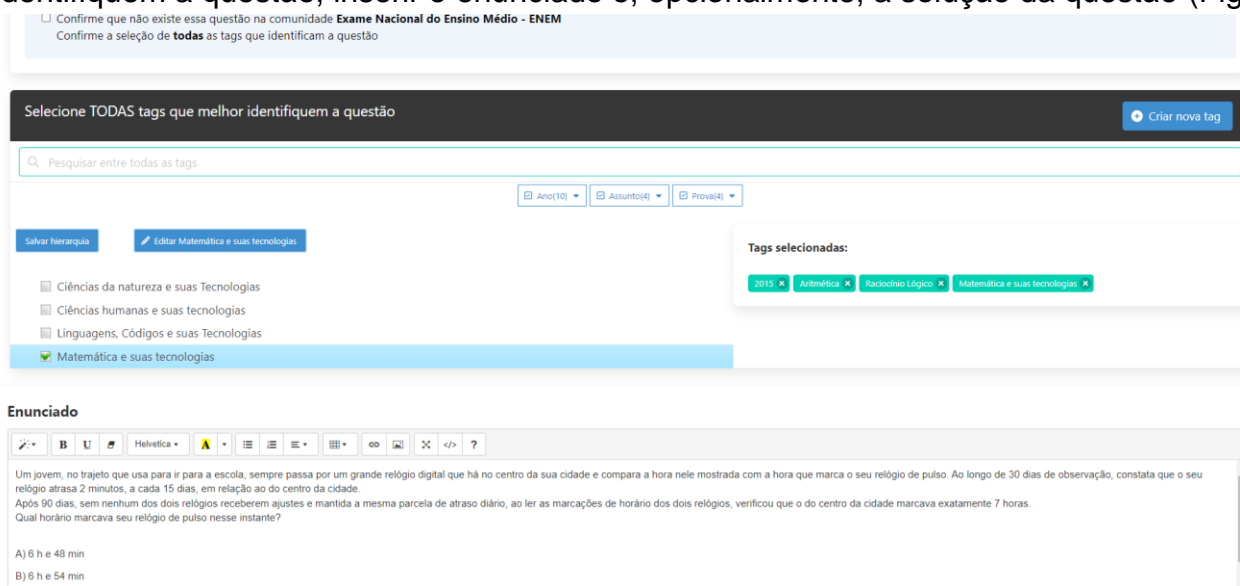 identifiquem a questão, inserir o enunciado e, opcionalmente, a solução da questão (Fig
Confirme que não existe essa questão na comunidade Exame Nacional do Ensino Médio - ENEM
Confirme a seleção de todas as tags que identificam a questão
Selecione TODAS tags que melhor identifiquem a questão
Criar nova tag
Pesquisar entre todas as tags
Ano(10) Assunto(4) Prova(4)
Salvar hierarquia Editar Matemática e suas tecnologias
Tags selecionadas:
2015 Aritmética Raciocínio Lógico Matemática e suas tecnologias
Ciências da natureza e suas Tecnologias
Ciências humanas e suas tecnologias
Linguagens, Códigos e suas Tecnologias
Matemática e suas tecnologias
Enunciado
B U Helvetica A </> ?
Um jovem, no trajeto que usa para ir para a escola, sempre passa por um grande relógio digital que há no centro da sua cidade e compara a hora nele mostrada com a hora que marca o seu relógio de pulso. Ao longo de 30 dias de observação, constata que o seu
relógio atrasa 2 minutos, a cada 15 dias, em relação ao do centro da cidade.
Após 90 dias, sem nenhum dos dois relógios receberem ajustes e mantida a mesma parcela de atraso diário, ao ler as marcações de horário dos dois relógios, verificou que o do centro da cidade marcava exatamente 7 horas.
Qual horário marcava seu relógio de pulso nesse instante?
A) 6 h e 48 min
B) 6 h e 54 min